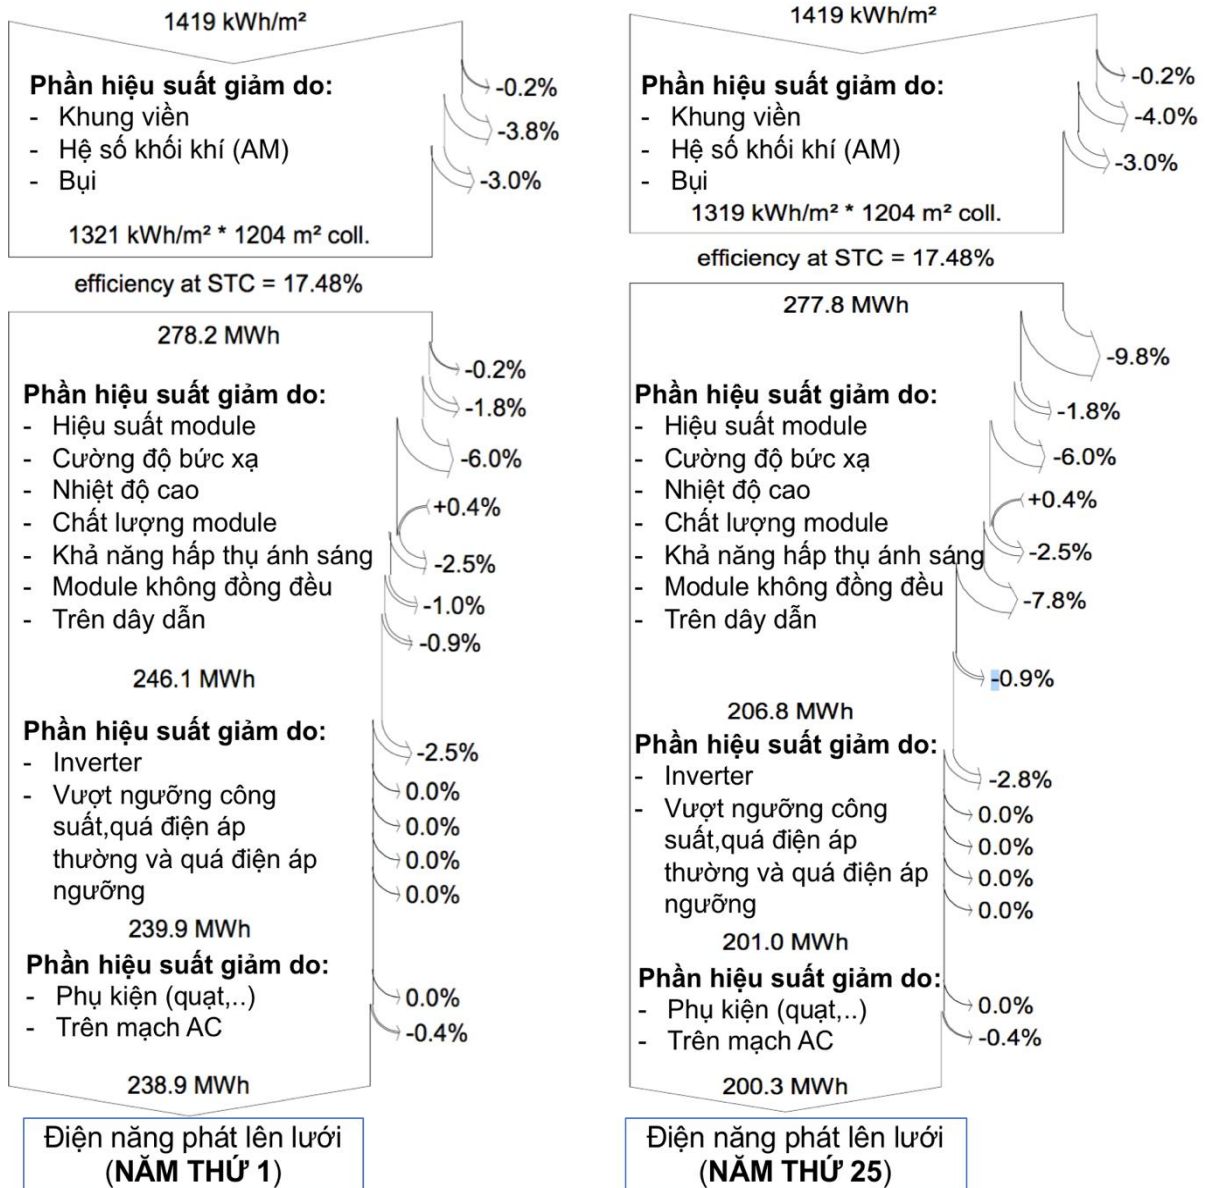 1419 kWh/m²
Phần hiệu suất giảm do:
- Khung viền
- Hệ số khối khí (AM)
- Bụi
-0.2%
-3.8%
-3.0%
1321 kWh/m² * 1204 m² coll.
efficiency at STC = 17.48%
278.2 MWh
Phần hiệu suất giảm do:
- Hiệu suất module
- Cường độ bức xạ
- Nhiệt độ cao
- Chất lượng module
- Khả năng hấp thụ ánh sáng
- Module không đồng đều
- Trên dây dẫn
-0.2%
-1.8%
-6.0%
+0.4%
-2.5%
-1.0%
-0.9%
246.1 MWh
Phần hiệu suất giảm do:
- Inverter
- Vượt ngưỡng công
suất,quá điện áp
thường và quá điện áp
ngưỡng
-2.5%
0.0%
0.0%
0.0%
0.0%
239.9 MWh
Phần hiệu suất giảm do:
- Phụ kiện (quạt,..)
- Trên mạch AC
0.0%
-0.4%
238.9 MWh
Điện năng phát lên lưới
(NĂM THỨ 1)
1419 kWh/m²
Phần hiệu suất giảm do:
- Khung viền
- Hệ số khối khí (AM)
- Bụi
-0.2%
-4.0%
-3.0%
1319 kWh/m² * 1204 m² coll.
efficiency at STC = 17.48%
277.8 MWh
Phần hiệu suất giảm do:
- Hiệu suất module
- Cường độ bức xạ
- Nhiệt độ cao
- Chất lượng module
- Khả năng hấp thụ ánh sáng
- Module không đồng đều
- Trên dây dẫn
-9.8%
-1.8%
-6.0%
+0.4%
-2.5%
-7.8%
-0.9%
206.8 MWh
Phần hiệu suất giảm do:
- Inverter
- Vượt ngưỡng công
suất,quá điện áp
thường và quá điện áp
ngưỡng
-2.8%
0.0%
0.0%
0.0%
0.0%
201.0 MWh
Phần hiệu suất giảm do:
- Phụ kiện (quạt,..)
- Trên mạch AC
0.0%
-0.4%
200.3 MWh
Điện năng phát lên lưới
(NĂM THỨ 25)